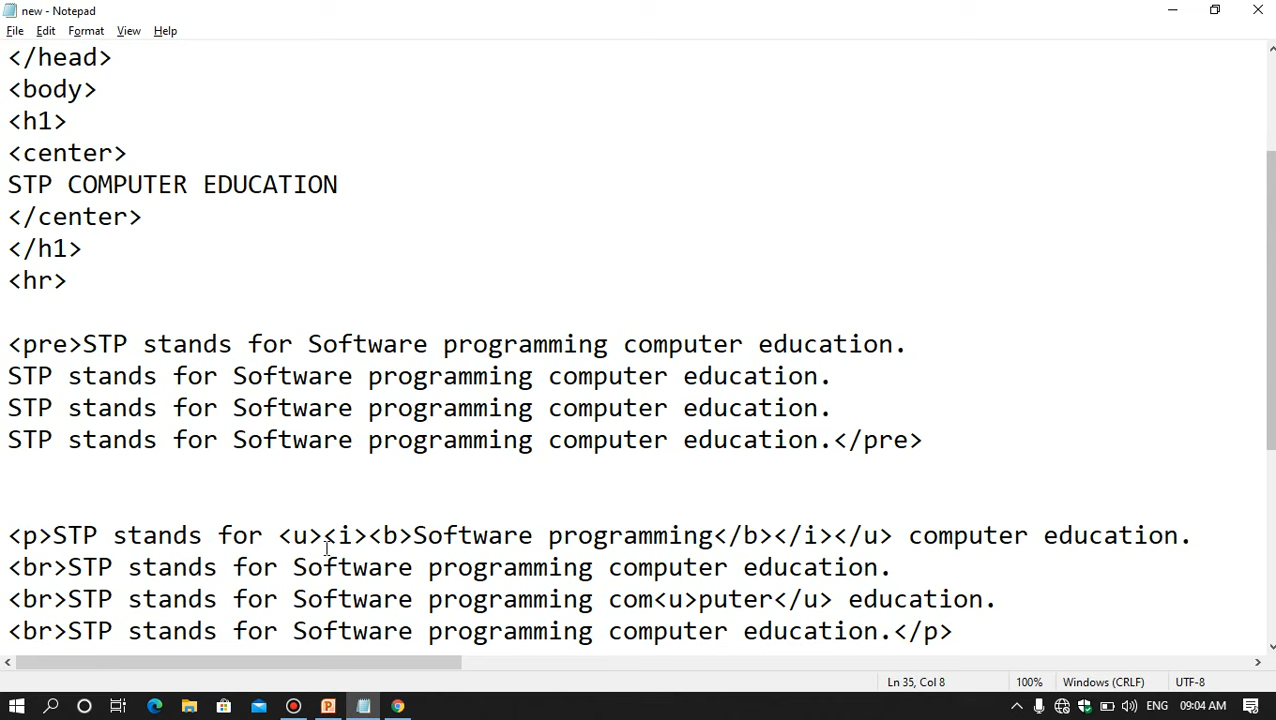 new - Notepad
File Edit Format View Help
</head>
<body>
<h1>
<center>
STP COMPUTER EDUCATION
</center>
</h1>
<hr>
<pre>STP stands for Software programming computer education.
STP stands for Software programming computer education.
STP stands for Software programming computer education.
STP stands for Software programming computer education.</pre>
<p>STP stands for <u><i><b>Software programming</b></i></u> computer education.
<br>STP stands for Software programming computer education.
<br>STP stands for Software programming com<u>puter</u> education.
<br>STP stands for Software programming computer education.</p>
Ln 35, Col 8 100% Windows (CRLF) UTF-8
ENG 09:04 AM